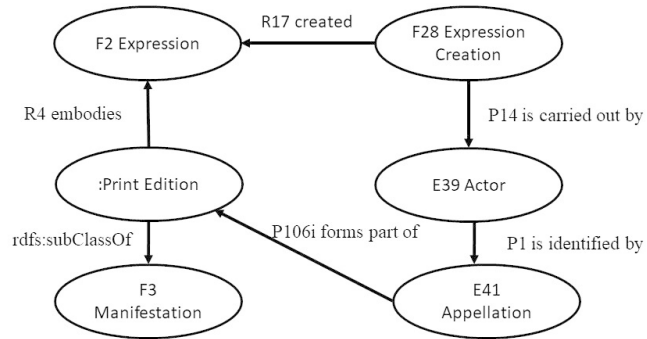 R17 created
F2 Expression
F28 Expression
Creation
R4 embodies
P14 is carried out by
:Print Edition
E39 Actor
rdfs:subClassOf
P106i forms part of
P1 is identified by
F3
Manifestation
E41
Appellation